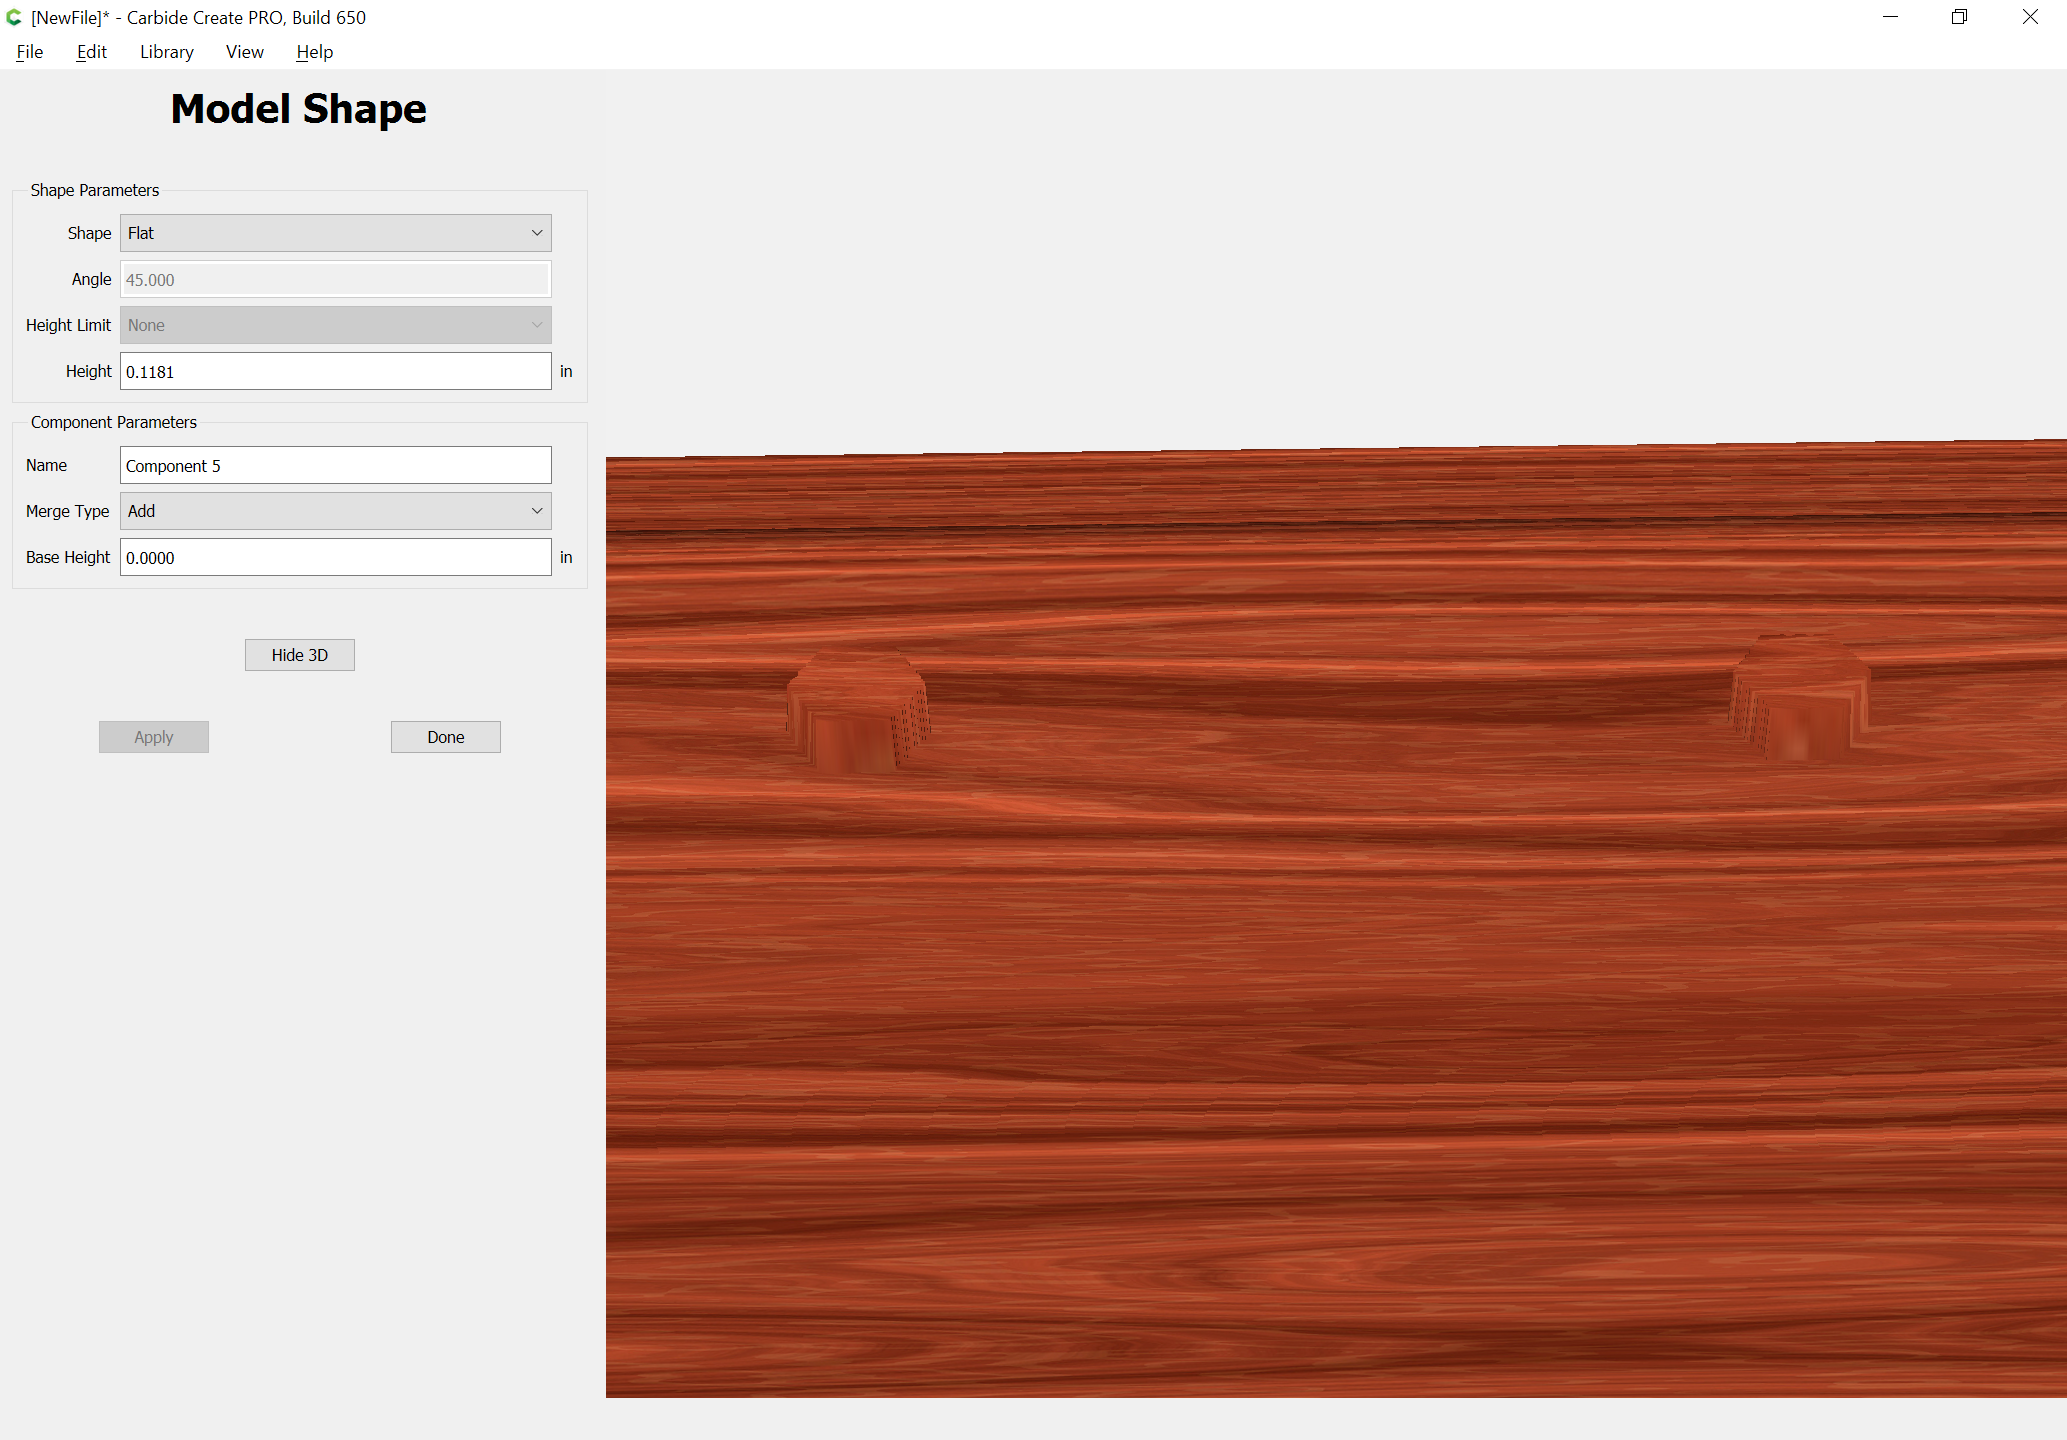 [NewFile]* - Carbide Create PRO, Build 650
File Edit Library View Help
Model Shape
Shape Parameters
Shape Flat
Angle 45.000
Height Limit None
Height 0.1181 in
Component Parameters
Name Component 5
Merge Type Add
Base Height 0.0000 in
Hide 3D
Apply Done